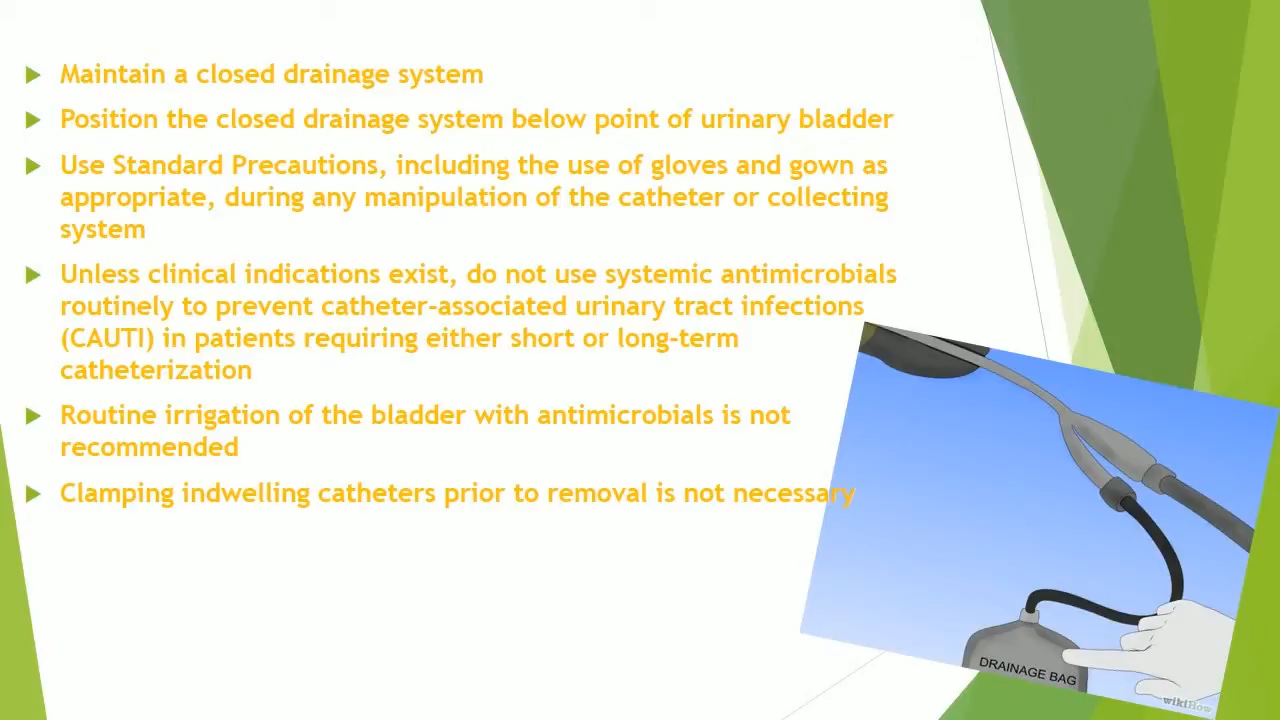 Maintain a closed drainage system
Position the closed drainage system below point of urinary bladder
Use Standard Precautions, including the use of gloves and gown as
appropriate, during any manipulation of the catheter or collecting
system
Unless clinical indications exist, do not use systemic antimicrobials
routinely to prevent catheter-associated urinary tract infections
(CAUTI) in patients requiring either short or long-term
catheterization
Routine irrigation of the bladder with antimicrobials is not
recommended
Clamping indwelling catheters prior to removal is not necessary
DRAINAGE BAG
wikiHow